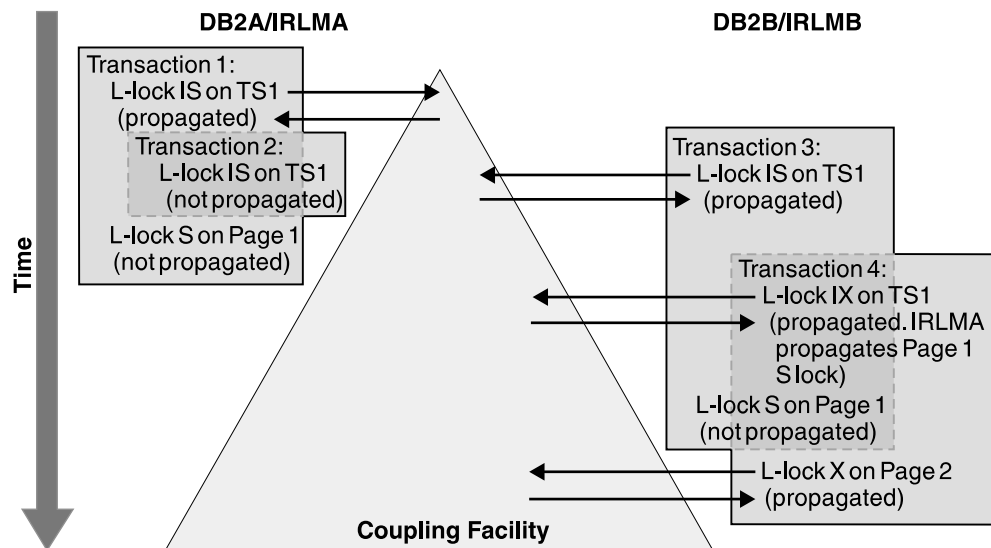 DB2A/IRLMA
DB2B/IRLMB
Time
Transaction 1:
L-lock IS on TS1
(propagated)
Transaction 2:
L-lock IS on TS1
(not propagated)
L-lock S on Page 1
(not propagated)
Transaction 3:
L-lock IS on TS1
(propagated)
Transaction 4:
L-lock IX on TS1
(propagated. IRLMA
propagates Page 1
S lock)
L-lock S on Page 1
(not propagated)
L-lock X on Page 2
(propagated)
Coupling Facility